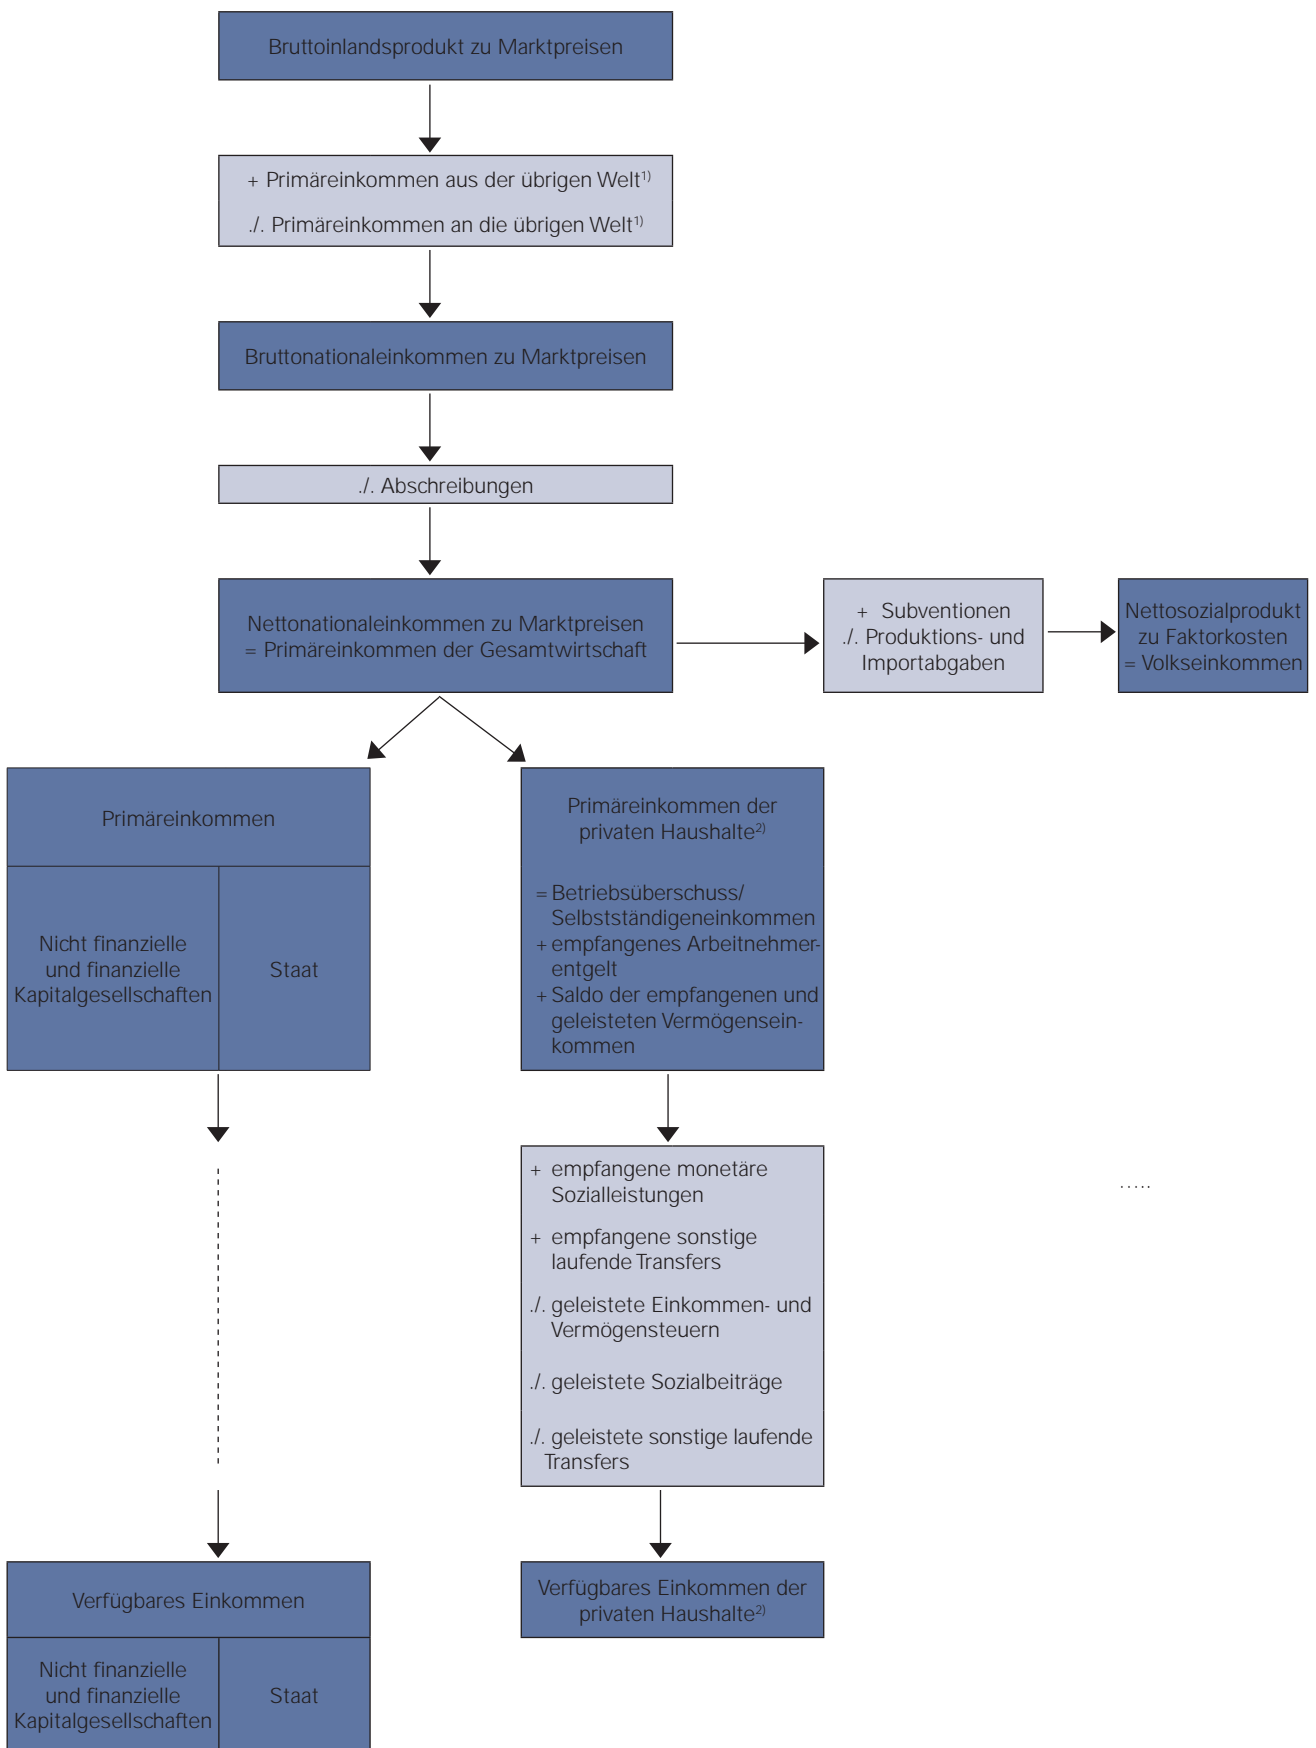 Bruttoinlandsprodukt zu Marktpreisen
+ Primäreinkommen aus der übrigen Welt¹⁾
./. Primäreinkommen an die übrigen Welt¹⁾
Bruttonationaleinkommen zu Marktpreisen
./. Abschreibungen
Nettonationaleinkommen zu Marktpreisen
= Primäreinkommen der Gesamtwirtschaft
+ Subventionen
./. Produktions- und
Importabgaben
Nettosozialprodukt
zu Faktorkosten
= Volkseinkommen
Primäreinkommen
Nicht finanzielle
und finanzielle
Kapitalgesellschaften
Staat
Primäreinkommen der
privaten Haushalte²⁾
= Betriebsüberschuss/
Selbstständigeneinkommen
+ empfangenes Arbeitnehmer-
entgelt
+ Saldo der empfangenen und
geleisteten Vermögensein-
kommen
+ empfangene monetäre
Sozialleistungen
+ empfangene sonstige
laufende Transfers
./. geleistete Einkommen- und
Vermögensteuern
./. geleistete Sozialbeiträge
./. geleistete sonstige laufende
Transfers
.....
Verfügbares Einkommen
Nicht finanzielle
und finanzielle
Kapitalgesellschaften
Staat
Verfügbares Einkommen der
privaten Haushalte²⁾